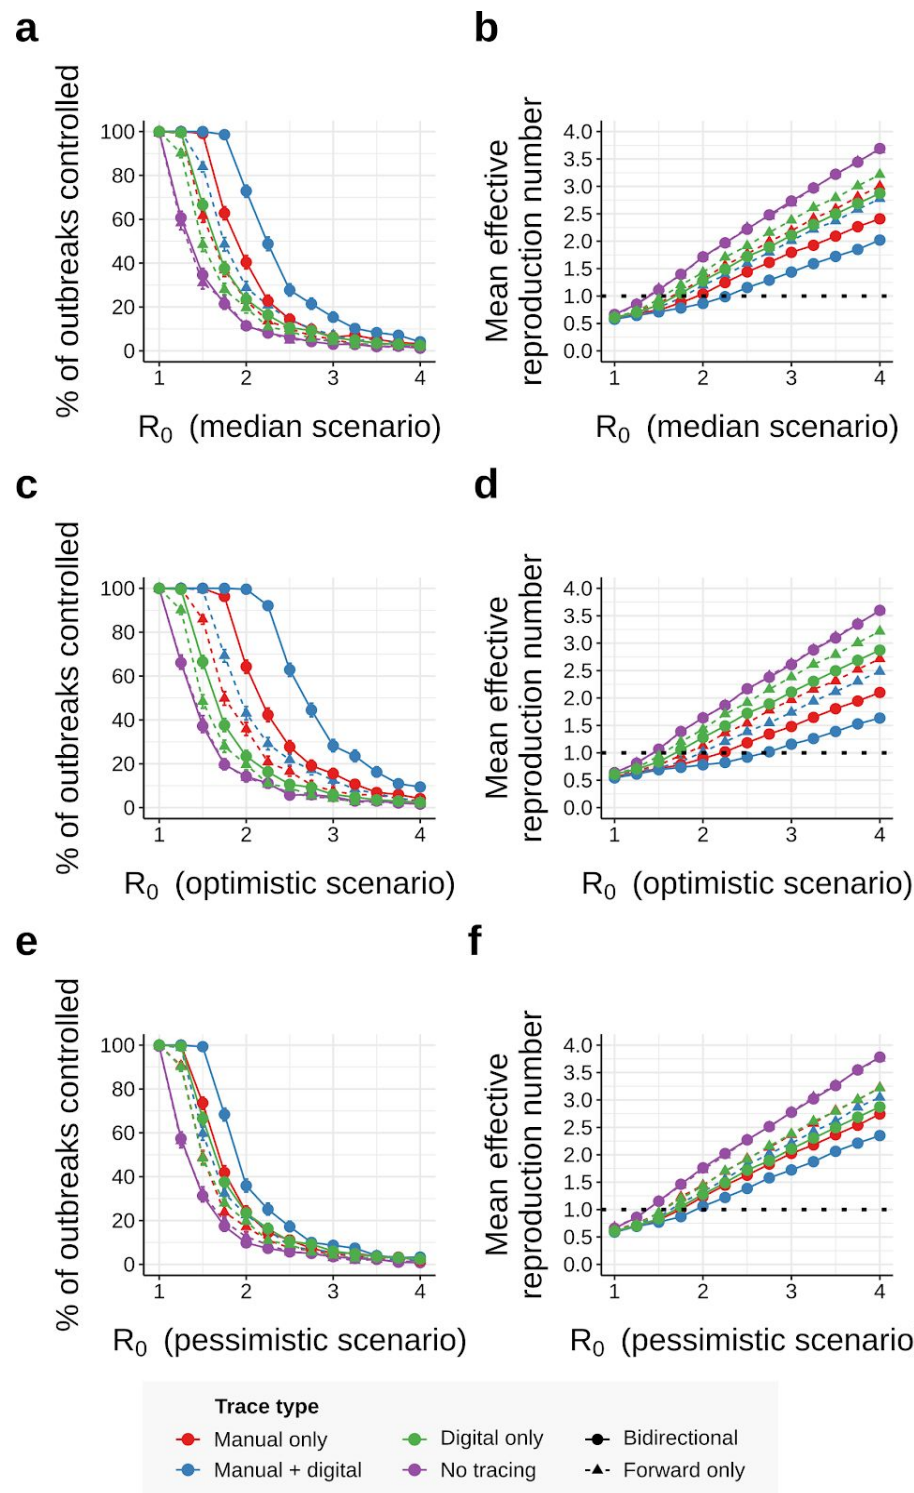 a
b
% of outbreaks controlled
100
80
60
40
20
0
1
2
3
4
R₀ (median scenario)
Mean effective
reproduction number
4.0
3.5
3.0
2.5
2.0
1.5
1.0
0.5
0.0
1
2
3
4
R₀ (median scenario)
c
d
% of outbreaks controlled
100
80
60
40
20
0
1
2
3
4
R₀ (optimistic scenario)
Mean effective
reproduction number
4.0
3.5
3.0
2.5
2.0
1.5
1.0
0.5
0.0
1
2
3
4
R₀ (optimistic scenario)
e
f
% of outbreaks controlled
100
80
60
40
20
0
1
2
3
4
R₀ (pessimistic scenario)
Mean effective
reproduction number
4.0
3.5
3.0
2.5
2.0
1.5
1.0
0.5
0.0
1
2
3
4
R₀ (pessimistic scenario
Trace type
Manual only
Digital only
Bidirectional
Manual + digital
No tracing
Forward only